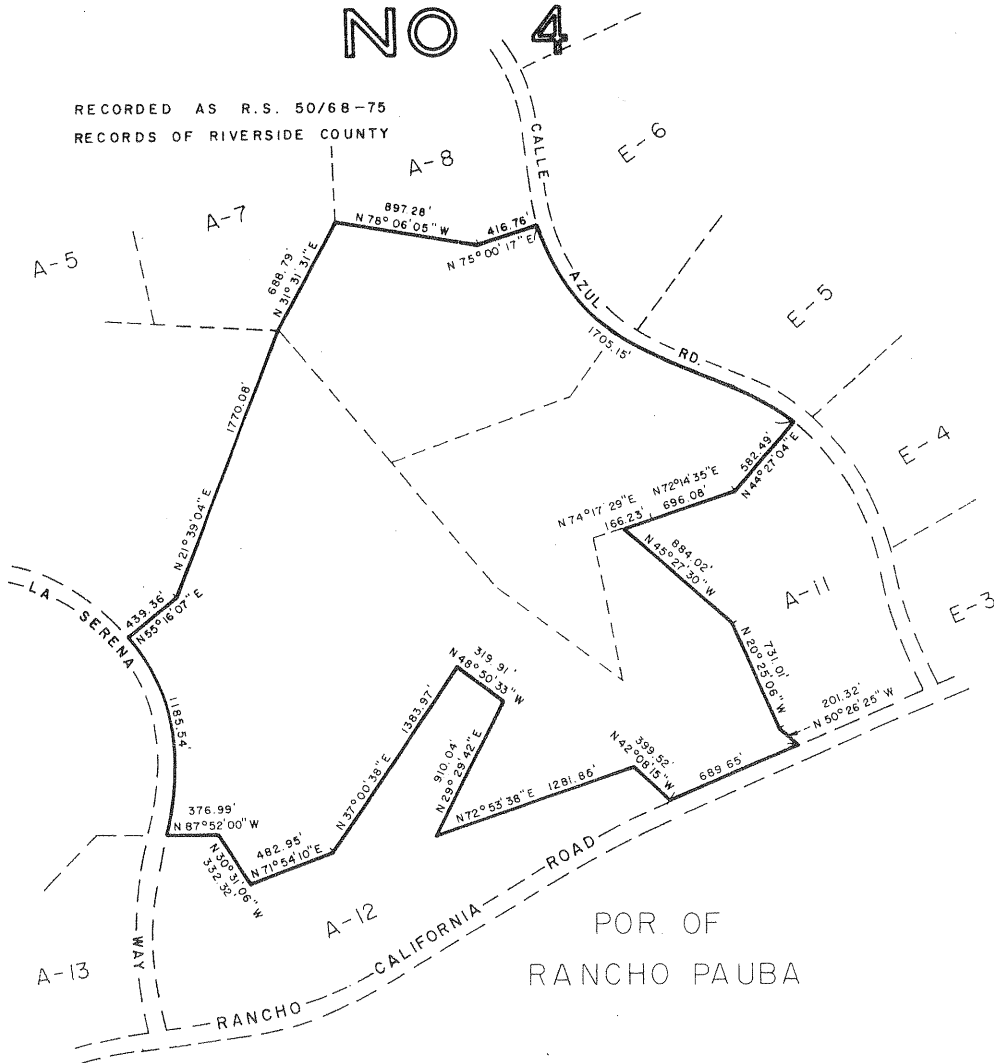 NO 4
RECORDED AS R.S. 50/68-75
RECORDS OF RIVERSIDE COUNTY
A-8
E-6
CALLE
A-7
897.28'
N 78° 06' 05" W
416.76'
N 75° 00' 17" E
A-5
688.79'
N 31° 31' 31" E
AZUL
E-5
1705.15'
RD.
1770.08'
N 21° 39' 04" E
582.49'
N 44° 27' 04" E
E-4
N 72° 14' 35" E
696.08'
N 74° 17' 29" E
166.23'
884.02'
N 45° 27' 30" W
A-11
E-3
LA SERENA
439.36'
N 55° 16' 07" E
731.01'
N 20° 25' 06" W
319.91'
N 48° 50' 33" W
201.32'
N 50° 26' 25" W
1185.54'
1383.97'
N 37° 00' 38" E
910.04'
N 29° 29' 42" E
399.52'
N 42° 08' 15" W
689.65'
1281.86'
N 72° 53' 38" E
376.99'
N 87° 52' 00" W
N 30° 31' 06" W
332.32'
482.95'
N 71° 54' 10" E
ROAD
A-12
CALIFORNIA
POR. OF
RANCHO PAUBA
WAY
A-13
RANCHO